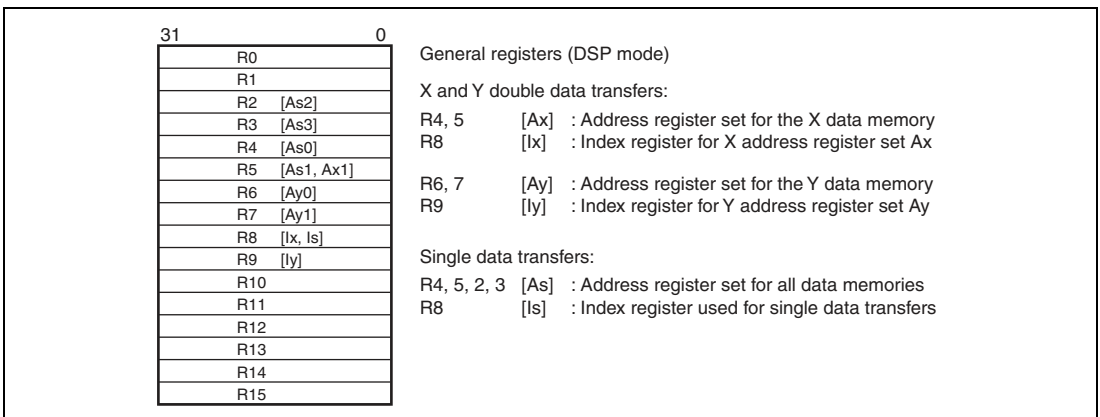 31 0
R0
R1
R2 [As2]
R3 [As3]
R4 [As0]
R5 [As1, Ax1]
R6 [Ay0]
R7 [Ay1]
R8 [Ix, Is]
R9 [Iy]
R10
R11
R12
R13
R14
R15
General registers (DSP mode)
X and Y double data transfers:
R4, 5 [Ax] : Address register set for the X data memory
R8 [Ix] : Index register for X address register set Ax
R6, 7 [Ay] : Address register set for the Y data memory
R9 [Iy] : Index register for Y address register set Ay
Single data transfers:
R4, 5, 2, 3 [As] : Address register set for all data memories
R8 [Is] : Index register used for single data transfers